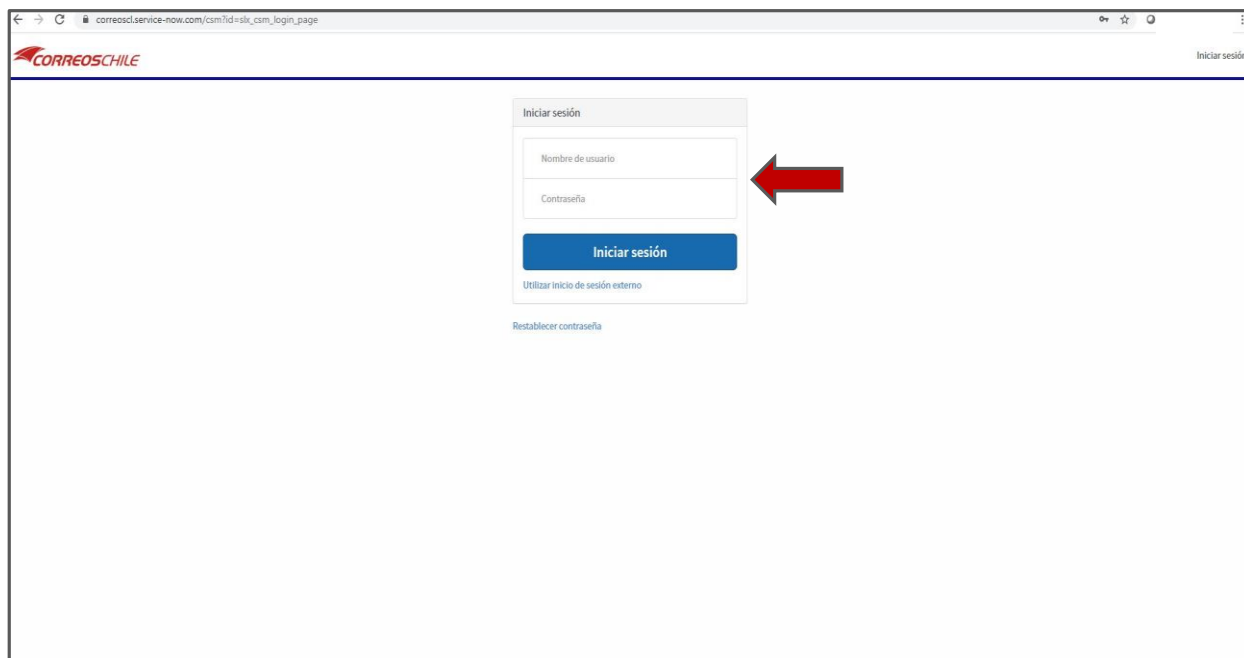 correoscl.service-now.com/csm?id=slx_csm_login_page
CORREOSCHILE
Iniciar sesión
Iniciar sesión
Nombre de usuario
Contraseña
Iniciar sesión
Utilizar inicio de sesión externo
Restablecer contraseña